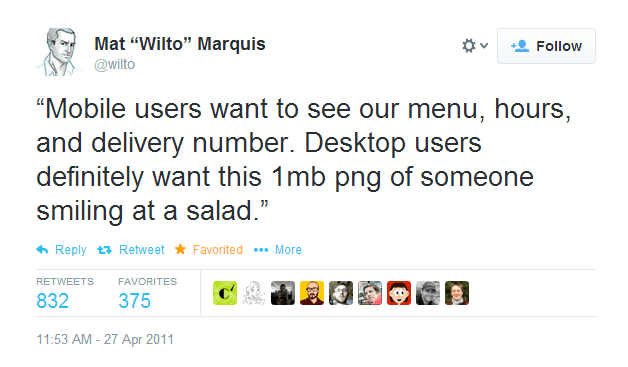 Mat “Wilto” Marquis
@wilto
Follow
“Mobile users want to see our menu, hours,
and delivery number. Desktop users
definitely want this 1mb png of someone
smiling at a salad.”
Reply Retweet Favorited More
RETWEETS FAVORITES
832 375
11:53 AM - 27 Apr 2011